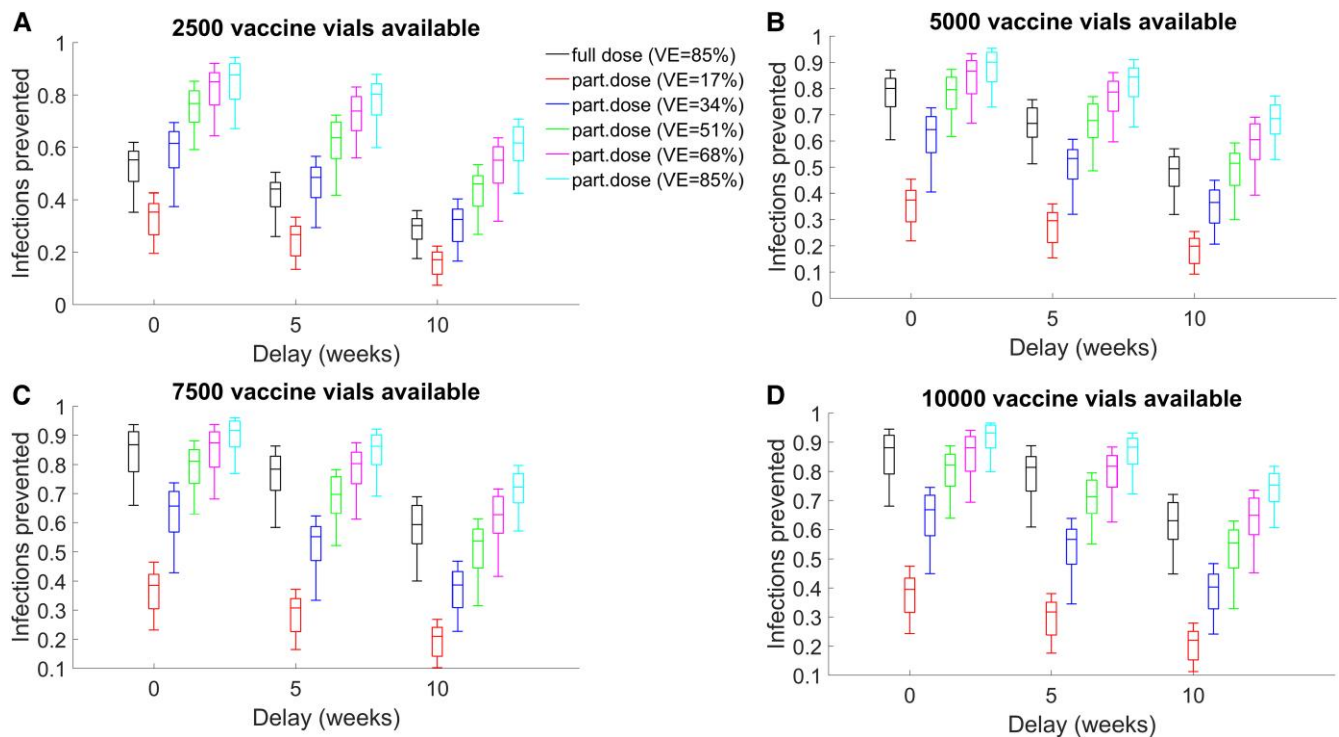 A
2500 vaccine vials available
Infections prevented
1
0.8
0.6
0.4
0.2
0
0 5 10
Delay (weeks)
full dose (VE=85%)
part.dose (VE=17%)
part.dose (VE=34%)
part.dose (VE=51%)
part.dose (VE=68%)
part.dose (VE=85%)
B
5000 vaccine vials available
Infections prevented
1
0.9
0.8
0.7
0.6
0.5
0.4
0.3
0.2
0.1
0
0 5 10
Delay (weeks)
C
7500 vaccine vials available
Infections prevented
1
0.9
0.8
0.7
0.6
0.5
0.4
0.3
0.2
0.1
0 5 10
Delay (weeks)
D
10000 vaccine vials available
Infections prevented
1
0.9
0.8
0.7
0.6
0.5
0.4
0.3
0.2
0.1
0 5 10
Delay (weeks)